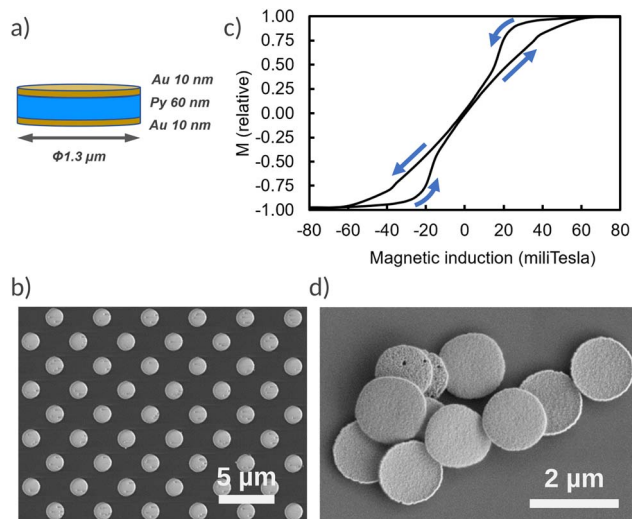 a)
Au 10 nm
Py 60 nm
Au 10 nm
Φ1.3 µm
c)
M (relative)
1.00
0.75
0.50
0.25
0.00
-0.25
-0.50
-0.75
-1.00
-80 -60 -40 -20 0 20 40 60 80
Magnetic induction (miliTesla)
b)
5 µm
d)
2 µm